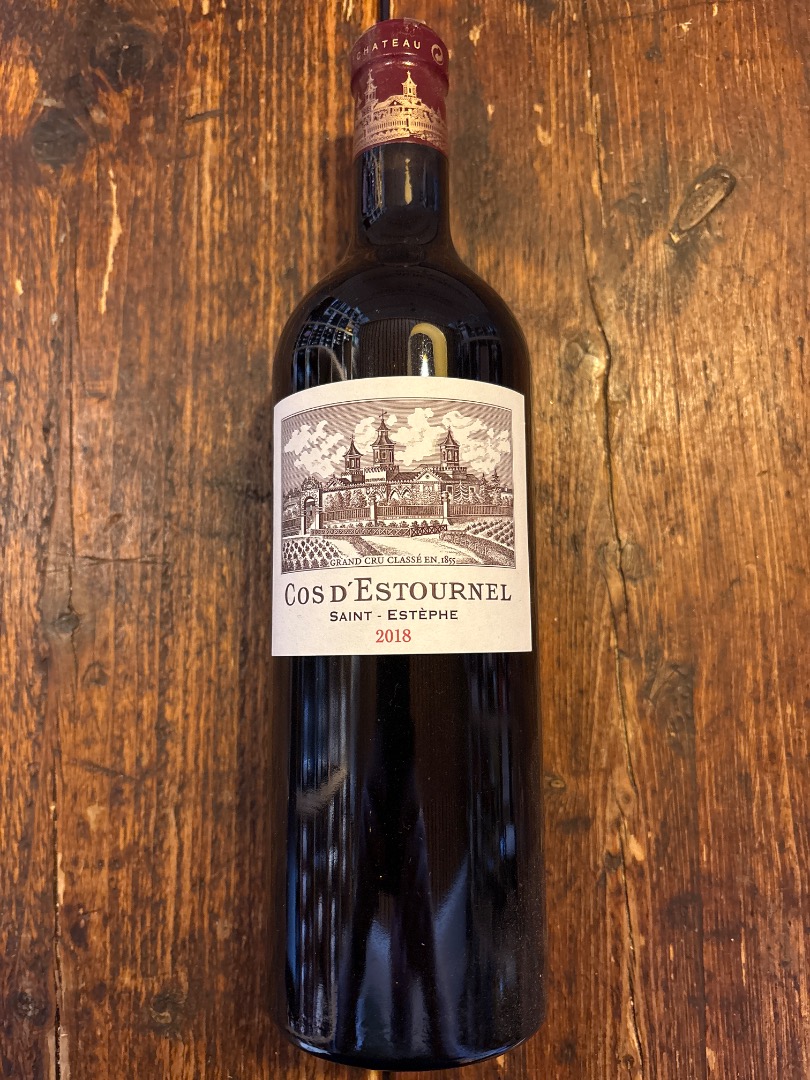 CHATEAU
GRAND CRU CLASSÉ EN 1855
COS D'ESTOURNEL
SAINT - ESTÈPHE
2018